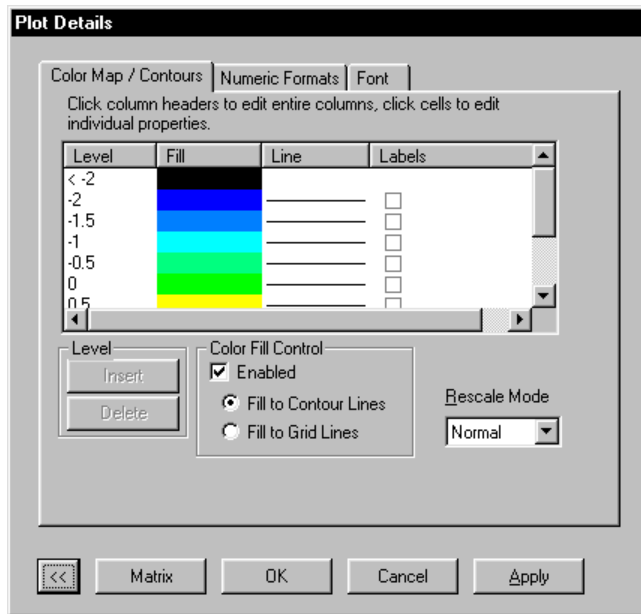 Plot Details
Color Map / Contours Numeric Formats Font
Click column headers to edit entire columns, click cells to edit
individual properties.
Level Fill Line Labels
< -2
-2
-1.5
-1
-0.5
0
0.5
Level Color Fill Control
Insert Enabled
Delete Fill to Contour Lines Rescale Mode
Fill to Grid Lines Normal
<< Matrix OK Cancel Apply